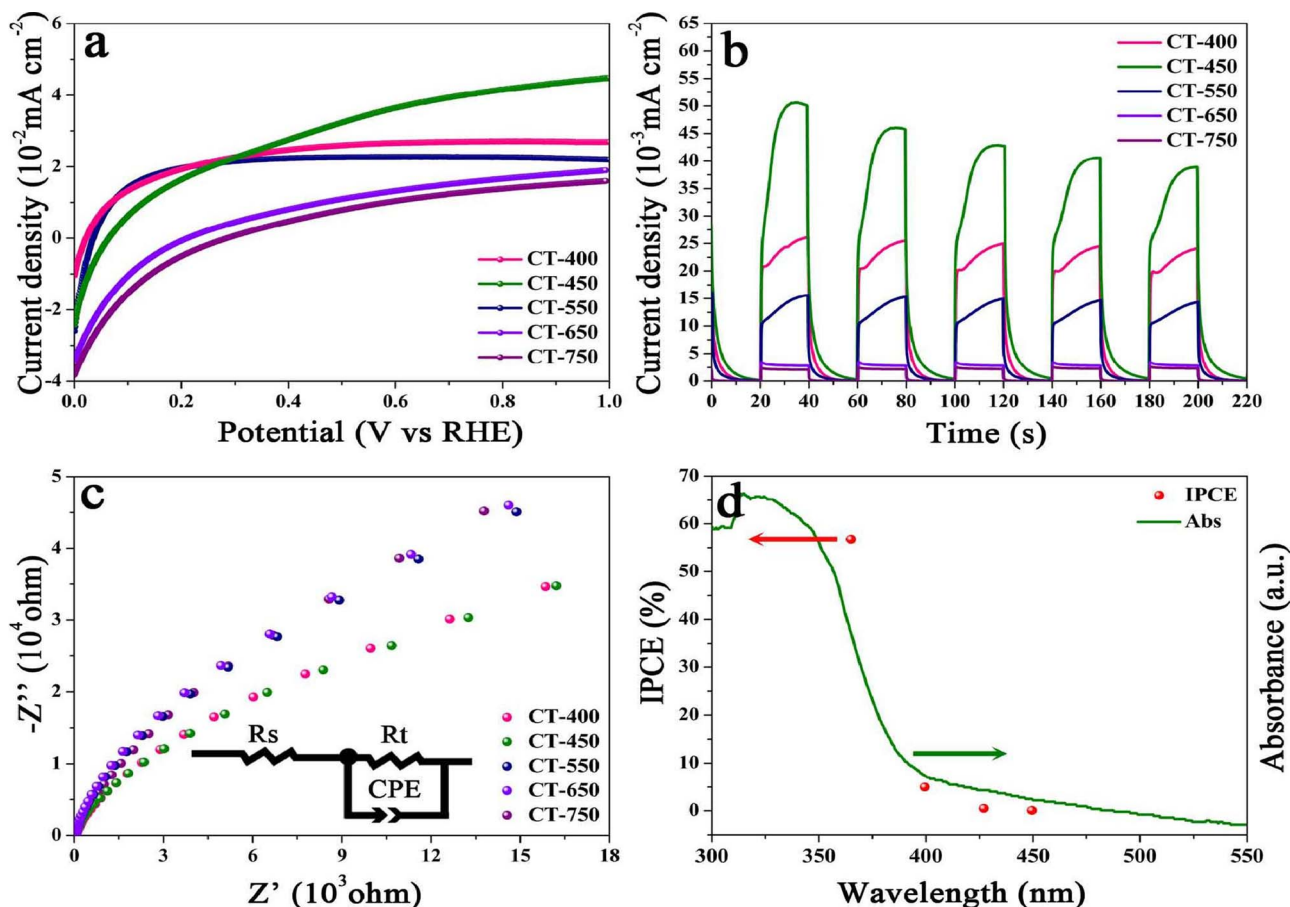 a
Current density (10⁻²mA cm⁻²)
6
4
2
0
-2
-4
CT-400
CT-450
CT-550
CT-650
CT-750
0.0 0.2 0.4 0.6 0.8 1.0
Potential (V vs RHE)
b
Current density (10⁻³mA cm⁻²)
65
60
55
50
45
40
35
30
25
20
15
10
5
0
CT-400
CT-450
CT-550
CT-650
CT-750
0 20 40 60 80 100 120 140 160 180 200 220
Time (s)
c
-Z'' (10⁴ohm)
5
4
3
2
1
0
CT-400
CT-450
CT-550
CT-650
CT-750
Rs Rt
CPE
0 3 6 9 12 15 18
Z' (10³ohm)
d
IPCE (%)
70
60
50
40
30
20
10
0
IPCE
Abs
Absorbance (a.u.)
300 350 400 450 500 550
Wavelength (nm)